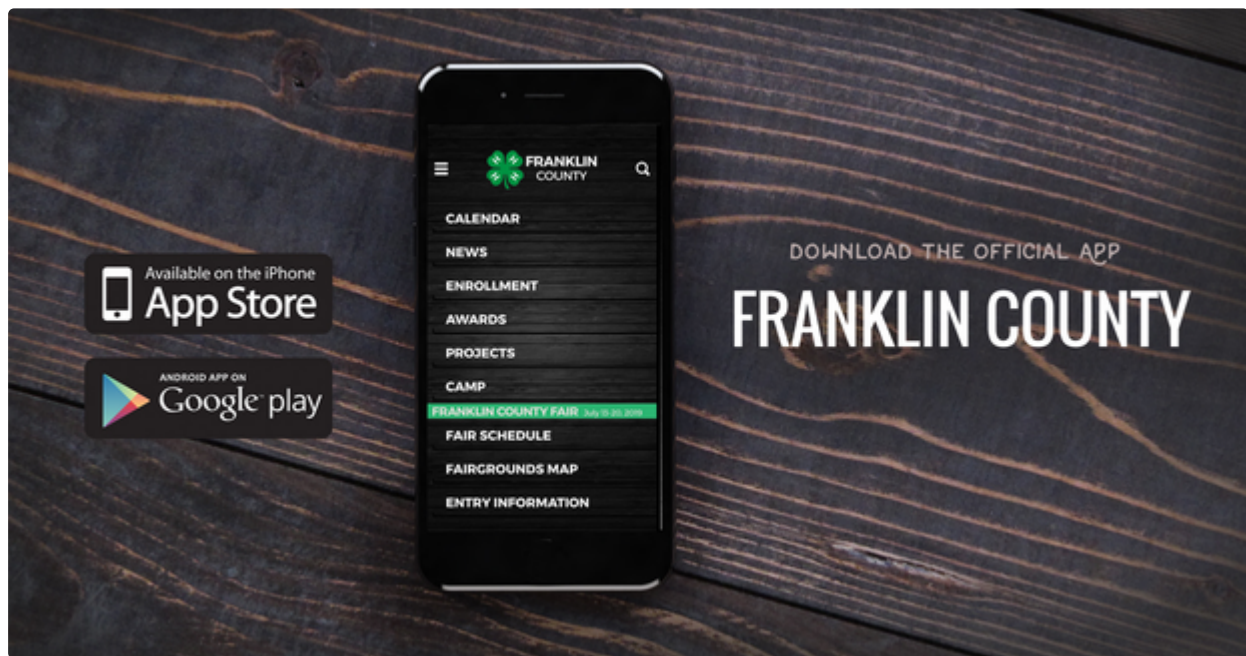 Available on the iPhone
App Store
ANDROID APP ON
Google play
H H
H H
FRANKLIN
COUNTY
CALENDAR
NEWS
ENROLLMENT
AWARDS
PROJECTS
CAMP
FRANKLIN COUNTY FAIR July 15-20, 2019
FAIR SCHEDULE
FAIRGROUNDS MAP
ENTRY INFORMATION
DOWNLOAD THE OFFICIAL APP
FRANKLIN COUNTY